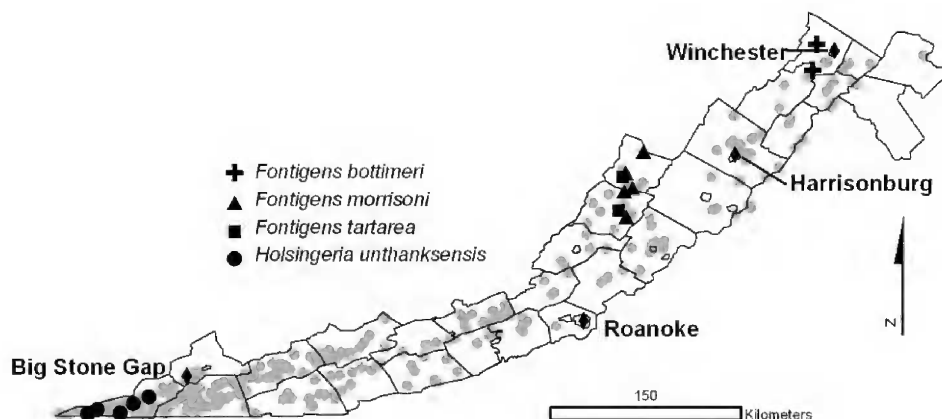 Winchester
Fontigens bottimeri
Fontigens morrisoni
Fontigens tartarea
Holsingeria unthanksensis
Harrisonburg
N
Roanoke
Big Stone Gap
150
Kilometers